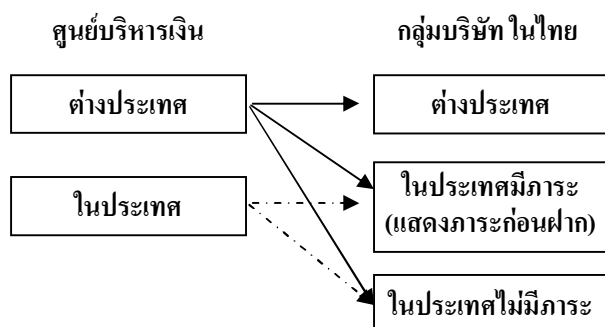 ศูนย์บริหารเงิน
กลุ่มบริษัท ในไทย
ต่างประเทศ
ต่างประเทศ
ในประเทศ
ในประเทศมีภาระ
(แสดงภาระก่อนฝาก)
ในประเทศไม่มีภาระ